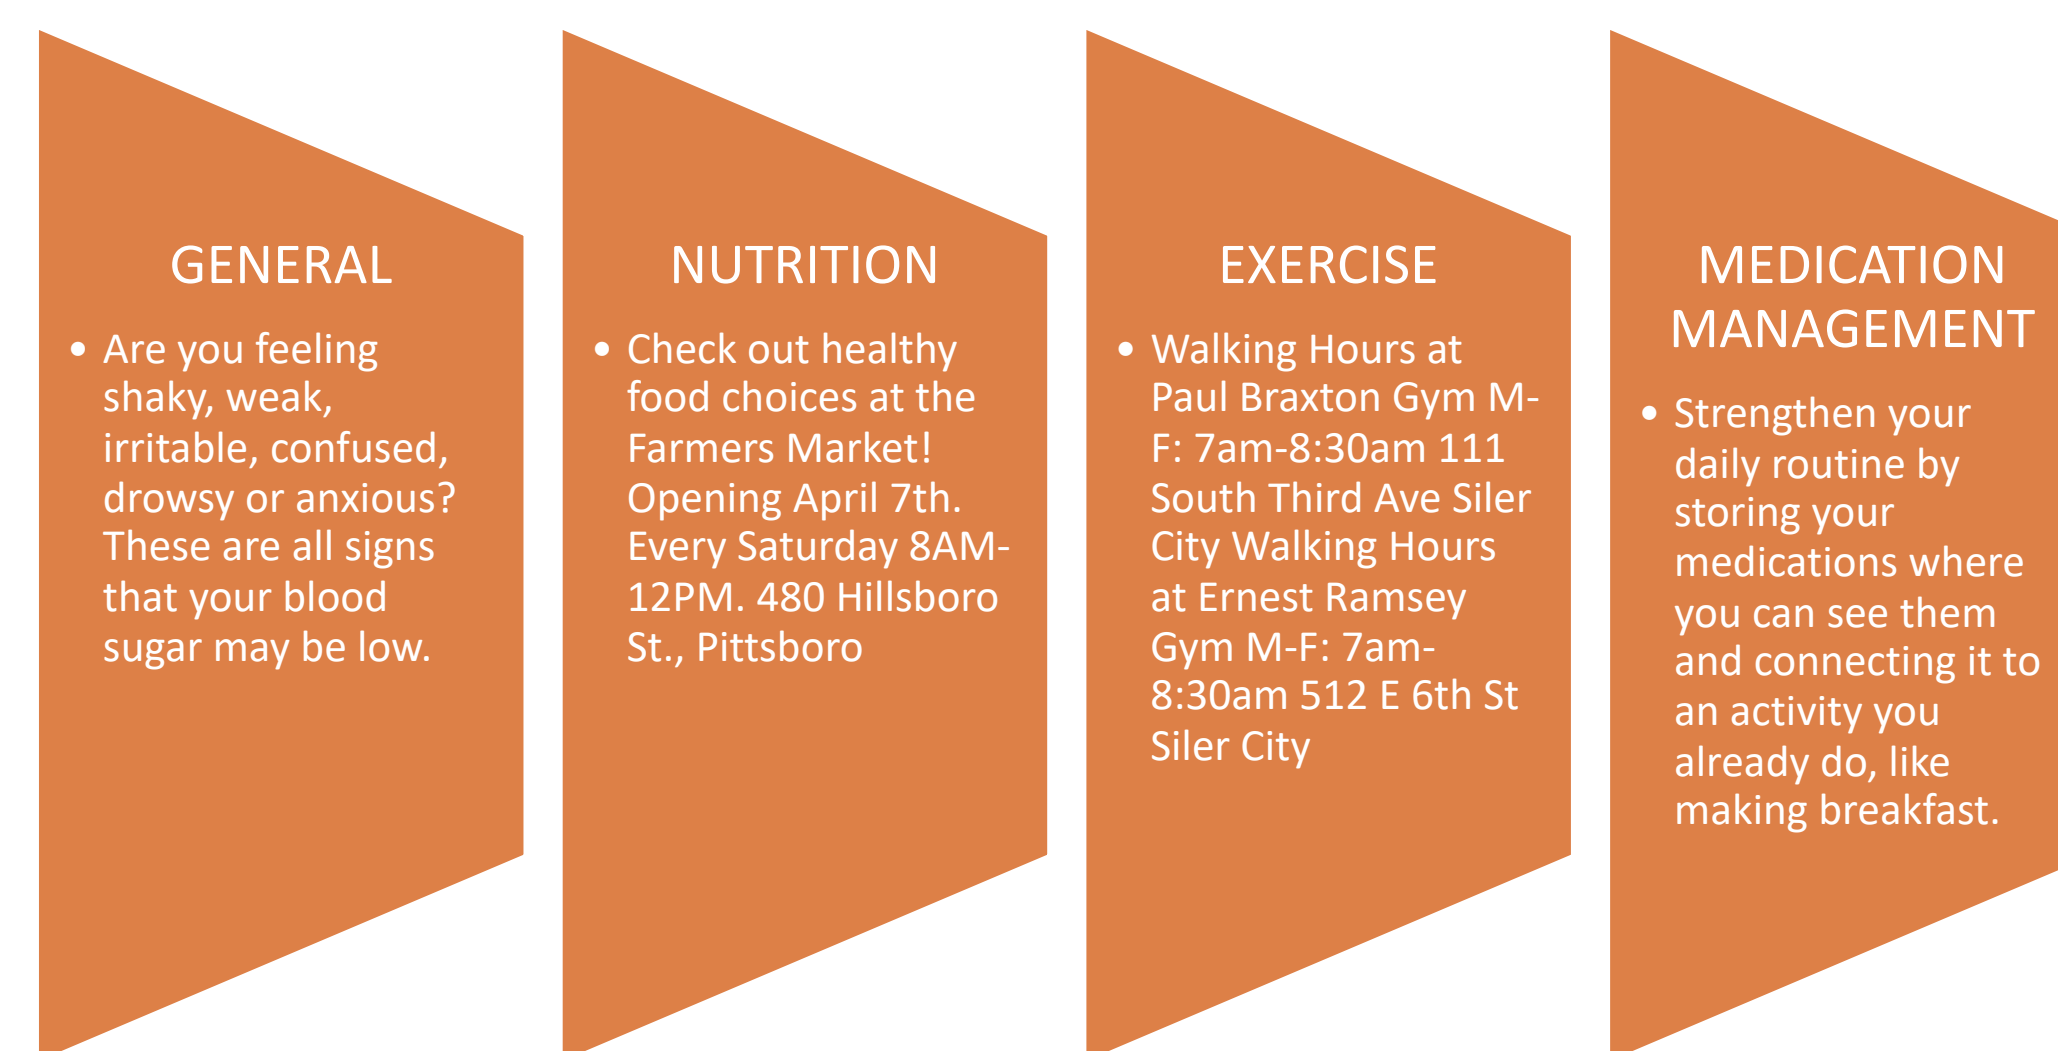 GENERAL
• Are you feeling
shaky, weak,
irritable, confused,
drowsy or anxious?
These are all signs
that your blood
sugar may be low.
NUTRITION
• Check out healthy
food choices at the
Farmers Market!
Opening April 7th.
Every Saturday 8AM-
12PM. 480 Hillsboro
St., Pittsboro
EXERCISE
• Walking Hours at
Paul Braxton Gym M-
F: 7am-8:30am 111
South Third Ave Siler
City Walking Hours
at Ernest Ramsey
Gym M-F: 7am-
8:30am 512 E 6th St
Siler City
MEDICATION
MANAGEMENT
• Strengthen your
daily routine by
storing your
medications where
you can see them
and connecting it to
an activity you
already do, like
making breakfast.